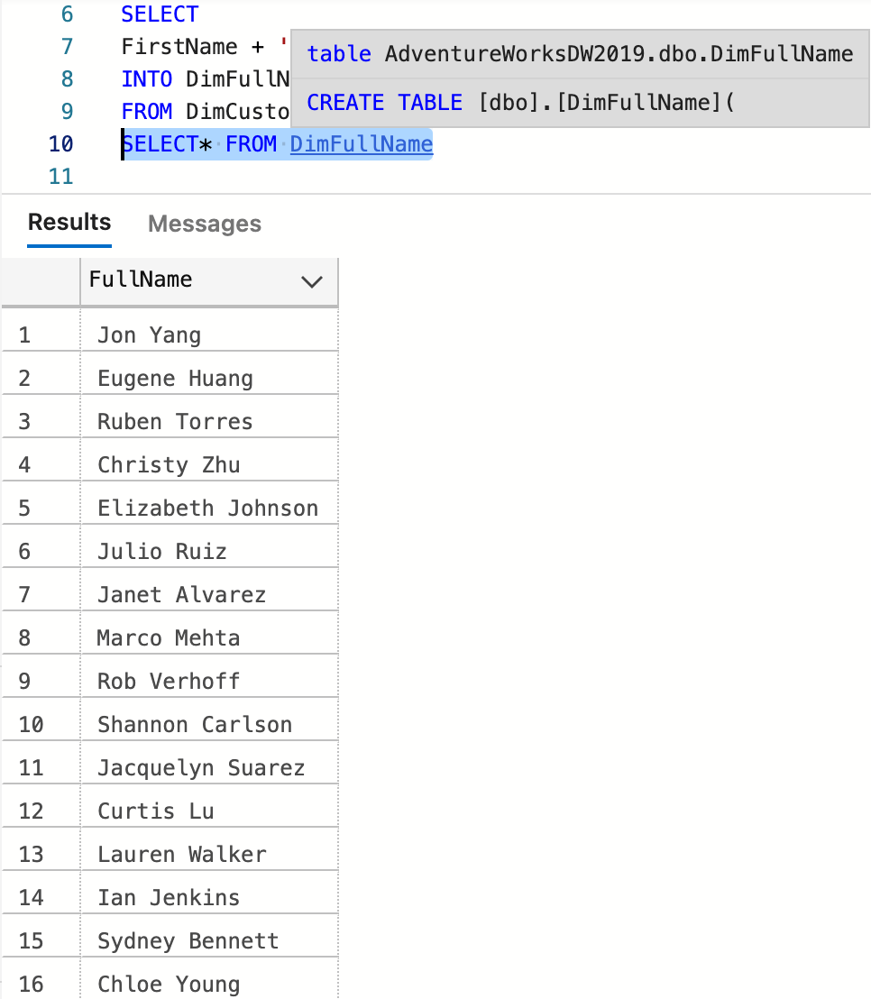 6 SELECT
7 FirstName + '
table AdventureWorksDW2019.dbo.DimFullName
8 INTO DimFullN
CREATE TABLE [dbo].[DimFullName](
9 FROM DimCusto
10 SELECT* FROM DimFullName
11
Results Messages
FullName
1 Jon Yang
2 Eugene Huang
3 Ruben Torres
4 Christy Zhu
5 Elizabeth Johnson
6 Julio Ruiz
7 Janet Alvarez
8 Marco Mehta
9 Rob Verhoff
10 Shannon Carlson
11 Jacquelyn Suarez
12 Curtis Lu
13 Lauren Walker
14 Ian Jenkins
15 Sydney Bennett
16 Chloe Young